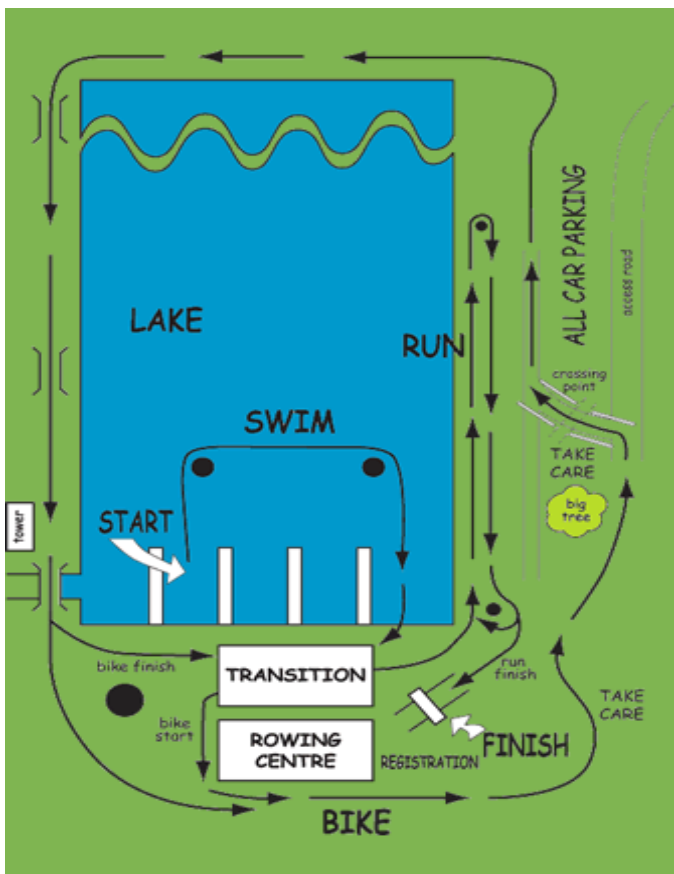 ALL CAR PARKING
access road
LAKE
RUN
crossing
point
SWIM
TAKE
CARE
big
tree
START
tower
bike finish
TRANSITION
run
finish
TAKE
CARE
bike
start
ROWING
CENTRE
REGISTRATION
FINISH
BIKE